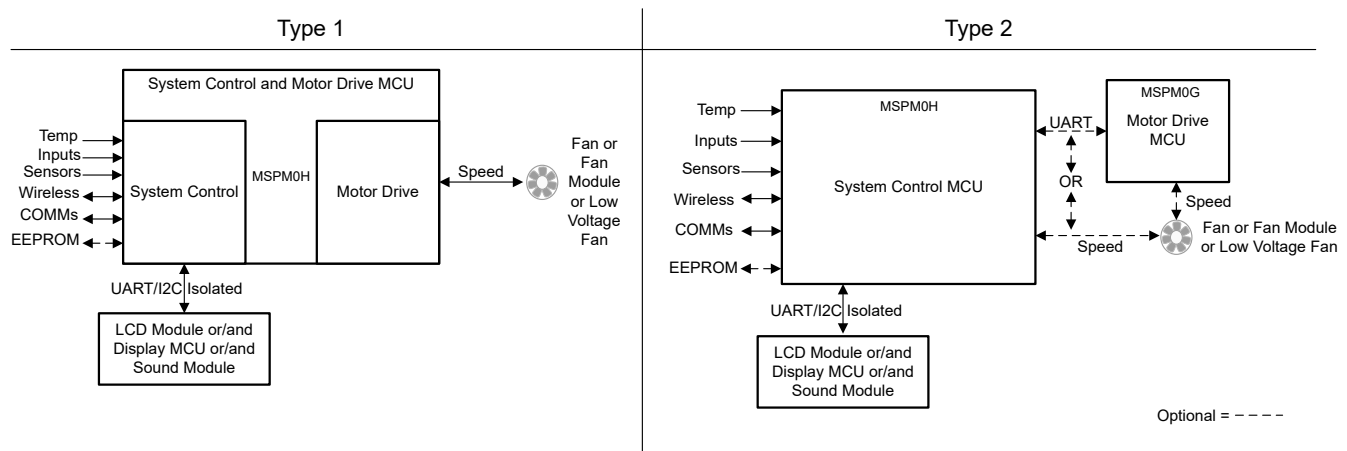 Type 1
System Control and Motor Drive MCU
Temp
Inputs
Sensors
Wireless
COMMs
EEPROM
System Control
MSPM0H
Motor Drive
Speed
Fan or
Fan
Module
or Low
Voltage
Fan
UART/I2C Isolated
LCD Module or/and
Display MCU or/and
Sound Module
Type 2
Temp
Inputs
Sensors
Wireless
COMMs
EEPROM
MSPM0H
System Control MCU
UART
OR
Speed
MSPM0G
Motor Drive
MCU
Speed
Fan or Fan Module
or Low Voltage Fan
UART/I2C Isolated
LCD Module or/and
Display MCU or/and
Sound Module
Optional = - - - - -